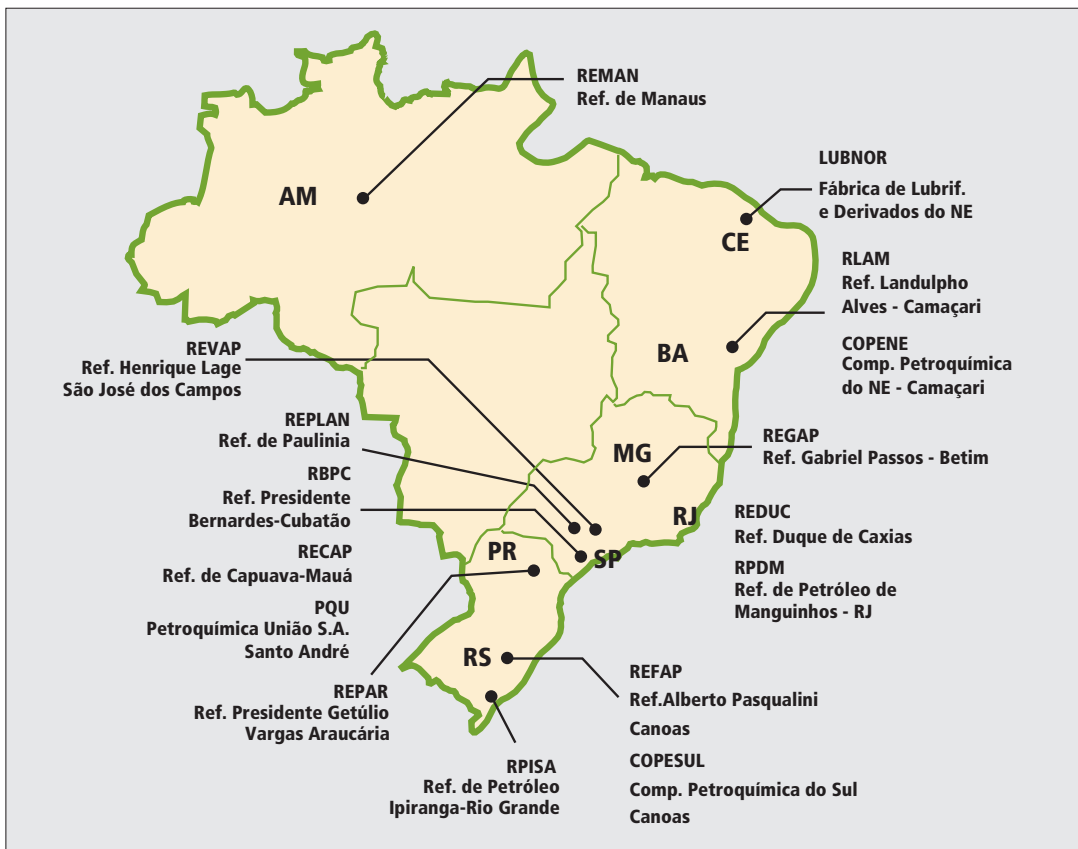 REMAN
Ref. de Manaus
AM
LUBNOR
Fábrica de Lubrif.
e Derivados do NE
CE
RLAM
Ref. Landulpho
Alves - Camaçari
COPENE
Comp. Petroquímica
do NE - Camaçari
BA
REVAP
Ref. Henrique Lage
São José dos Campos
REPLAN
Ref. de Paulinia
RBPC
Ref. Presidente
Bernardes-Cubatão
RECAP
Ref. de Capuava-Mauá
PQU
Petroquímica União S.A.
Santo André
REPAR
Ref. Presidente Getúlio
Vargas Araucária
MG
REGAP
Ref. Gabriel Passos - Betim
RJ
REDUC
Ref. Duque de Caxias
RPDM
Ref. de Petróleo de
Manguinhos - RJ
PR
SP
RS
REFAP
Ref.Alberto Pasqualini
Canoas
COPESUL
Comp. Petroquímica do Sul
Canoas
RPISA
Ref. de Petróleo
Ipiranga-Rio Grande